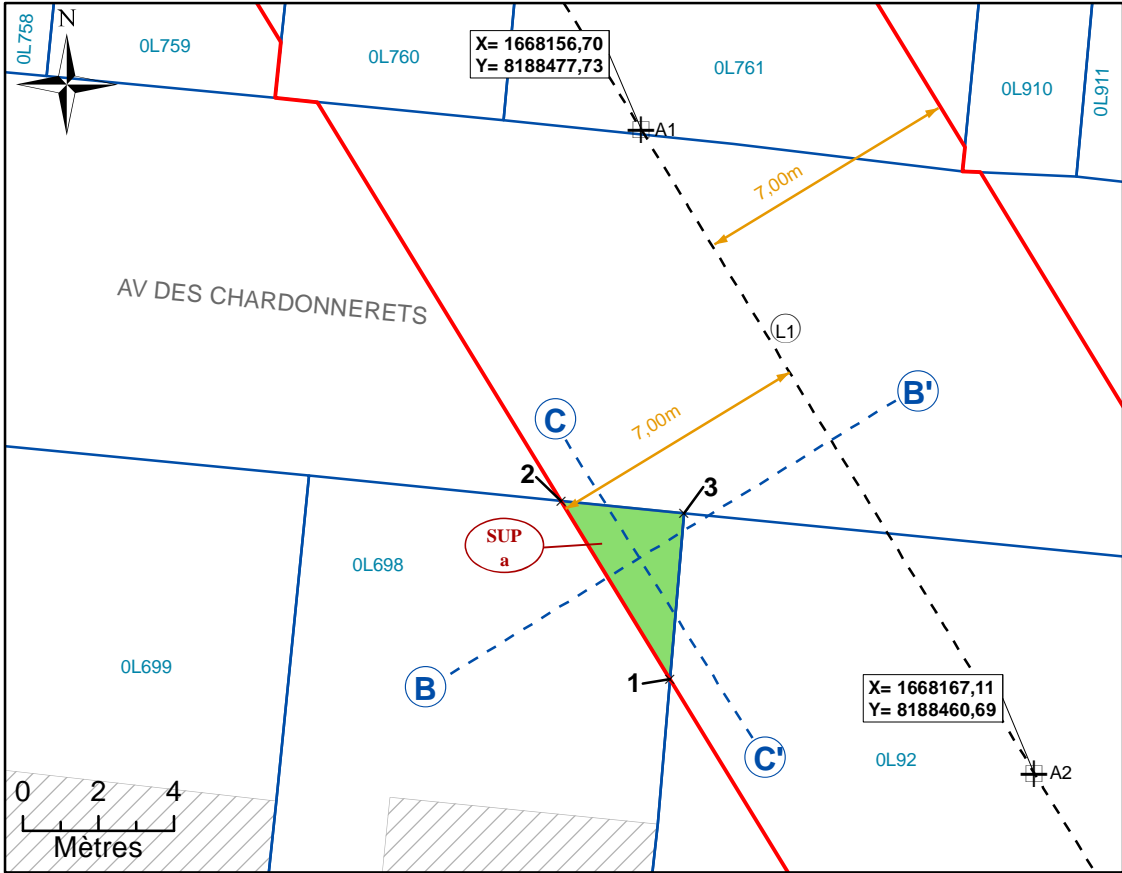 0L758
N
0L759
0L760
X= 1668156,70
Y= 8188477,73
0L761
0L910
0L911
A1
7,00m
AV DES CHARDONNERETS
L1
7,00m
C
B'
2
3
SUP
a
0L698
0L699
B
1
X= 1668167,11
Y= 8188460,69
C'
0L92
A2
0 2 4
Mètres